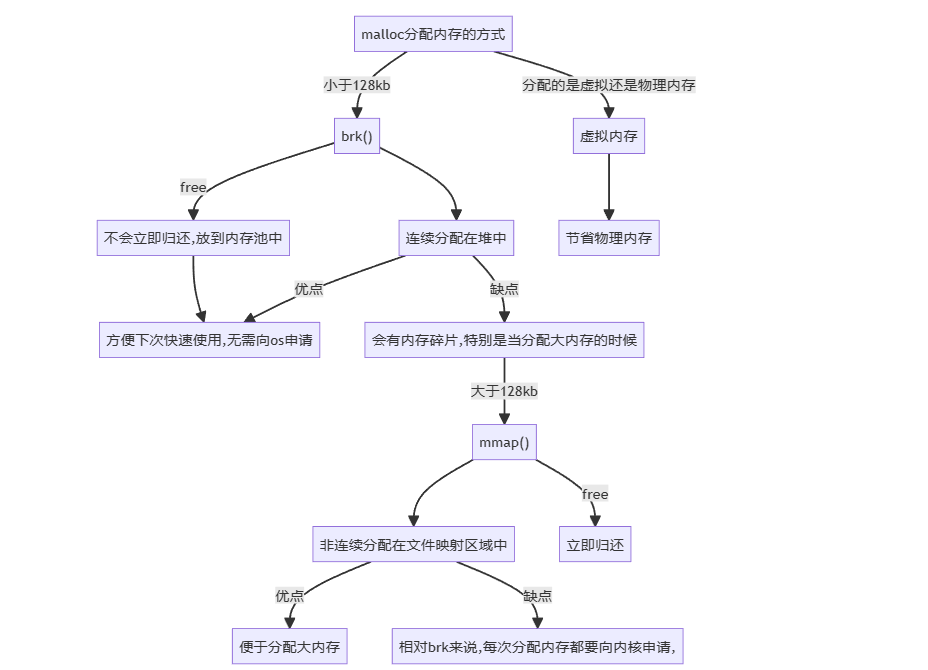 malloc分配内存的方式
小于128kb
分配的是虚拟还是物理内存
brk()
虚拟内存
free
不会立即归还,放到内存池中
连续分配在堆中
节省物理内存
优点
缺点
方便下次快速使用,无需向os申请
会有内存碎片,特别是当分配大内存的时候
大于128kb
mmap()
free
非连续分配在文件映射区域中
立即归还
优点
缺点
便于分配大内存
相对brk来说,每次分配内存都要向内核申请,